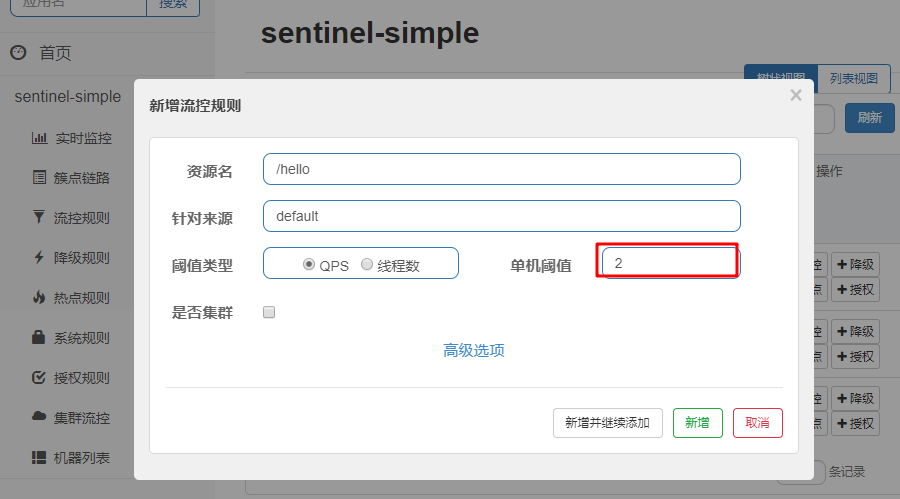 应用名 搜索
首页
sentinel-simple
实时监控
簇点链路
流控规则
降级规则
热点规则
系统规则
授权规则
集群流控
机器列表
sentinel-simple
树状视图 列表视图
刷新
操作
新增流控规则 ×
资源名 /hello
针对来源 default
阈值类型 QPS 线程数 单机阈值 2
是否集群
高级选项
新增并继续添加 新增 取消
控 +降级
点 +授权
控 +降级
点 +授权
控 +降级
点 +授权
条记录